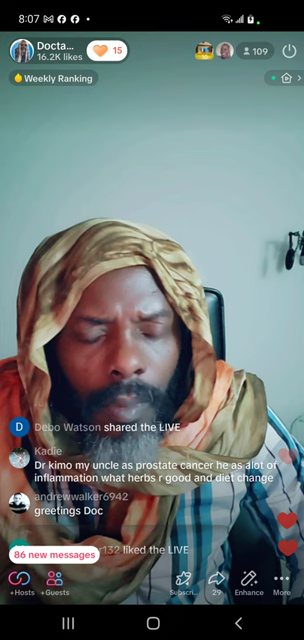 8:07
Docta...
16.2K likes
15
109
Weekly Ranking
Debo Watson shared the LIVE
Kadie
Dr kimo my uncle as prostate cancer he as alot of
inflammation what herbs r good and diet change
andrewwalker6942
greetings Doc
86 new messages
r132 liked the LIVE
+Hosts
+Guests
Subscri...
29
Enhance
More